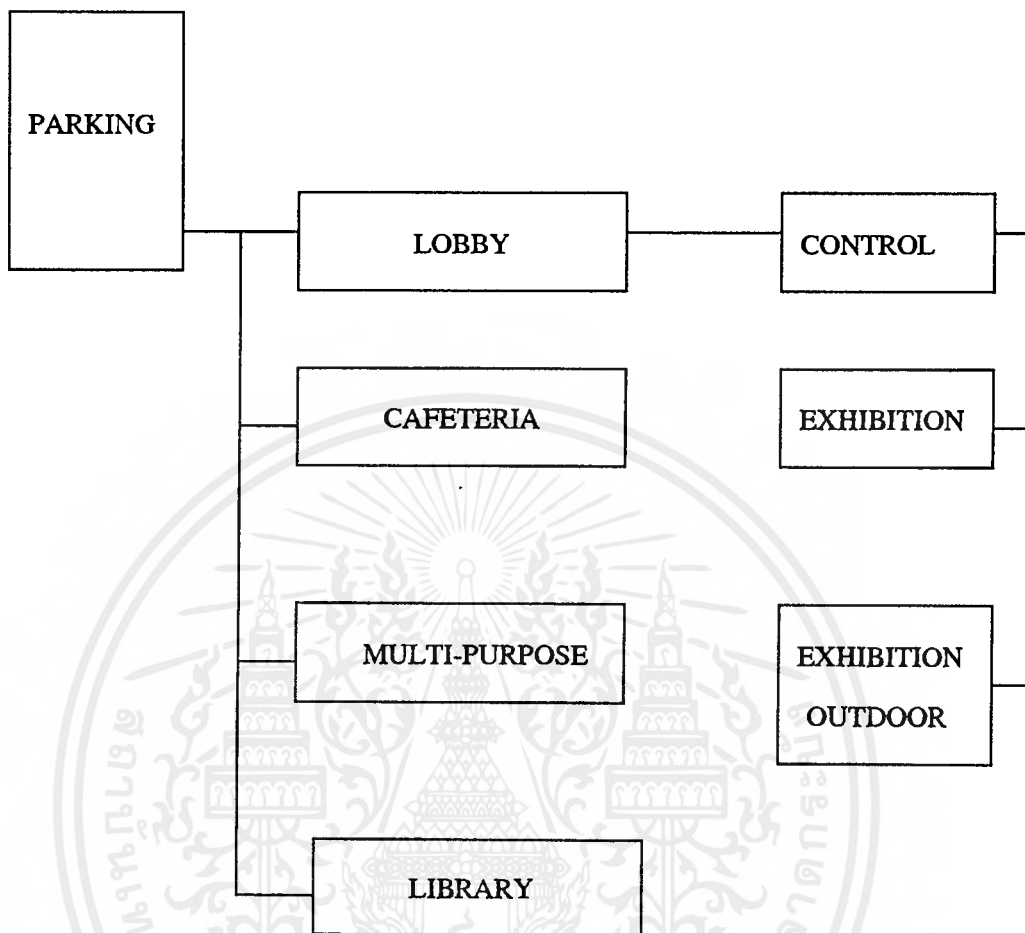 PARKING
LOBBY
CONTROL
CAFETERIA
EXHIBITION
MULTI-PURPOSE
EXHIBITION
OUTDOOR
LIBRARY